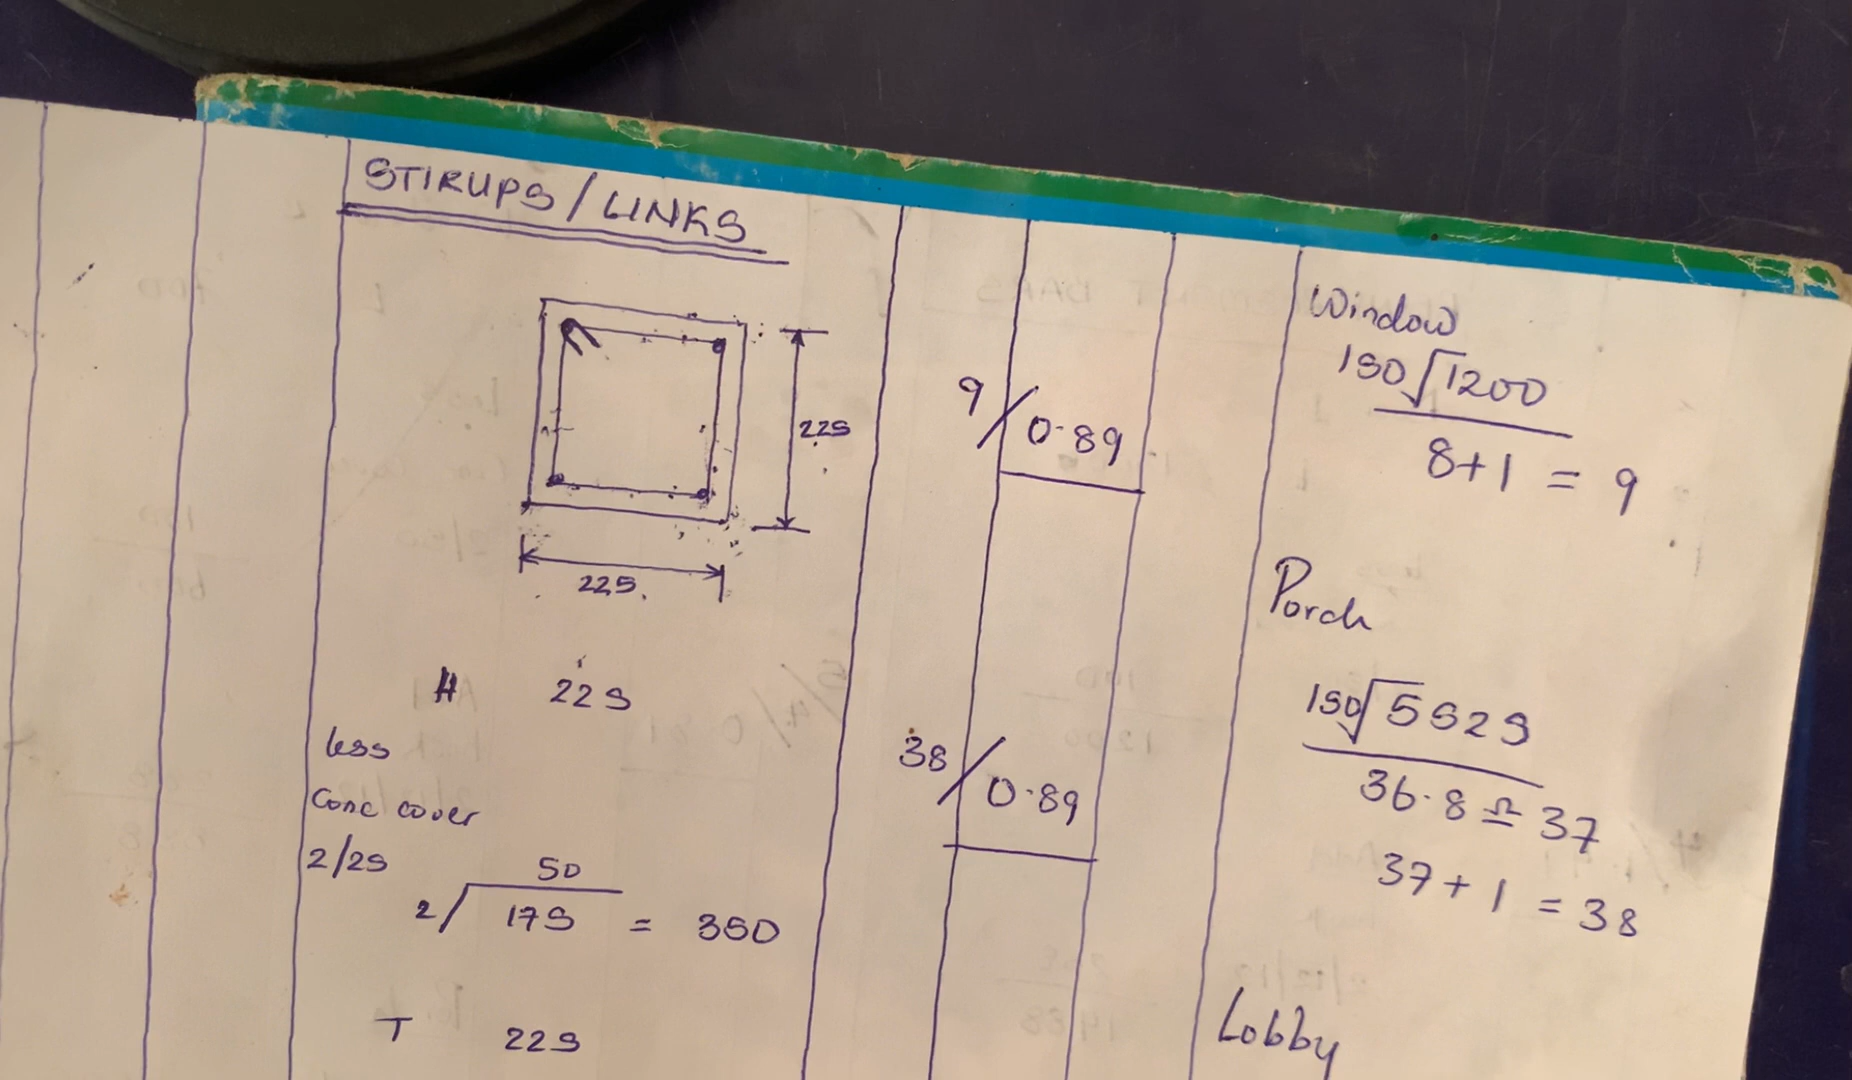 STIRUPS / LINKS
225
225
H 225
less
Conc cover
2/25 50
2/ 175 = 350
T 225
9/ 0.89
38/ 0.89
Window
150√1200
8+1 = 9
Porch
150√5525
36.8 ≏ 37
37 + 1 = 38
Lobby